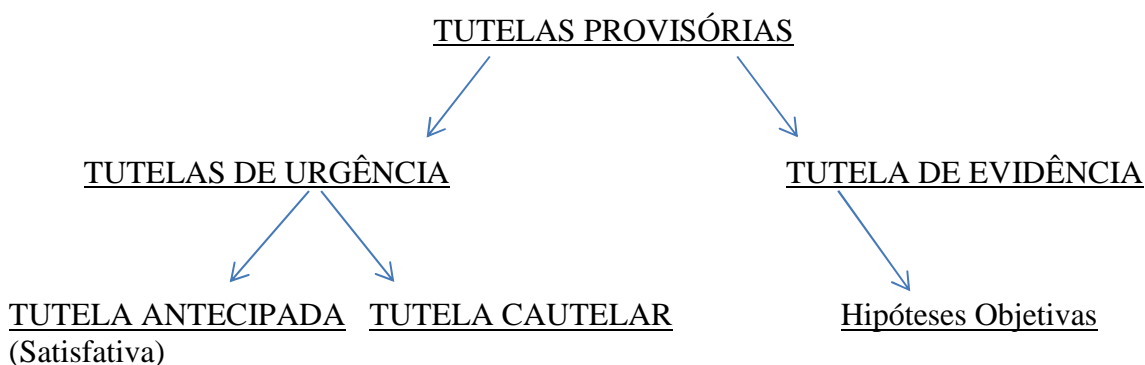 TUTELAS PROVISÓRIAS
TUTELAS DE URGÊNCIA TUTELA DE EVIDÊNCIA
TUTELA ANTECIPADA TUTELA CAUTELAR Hipóteses Objetivas
(Satisfativa)